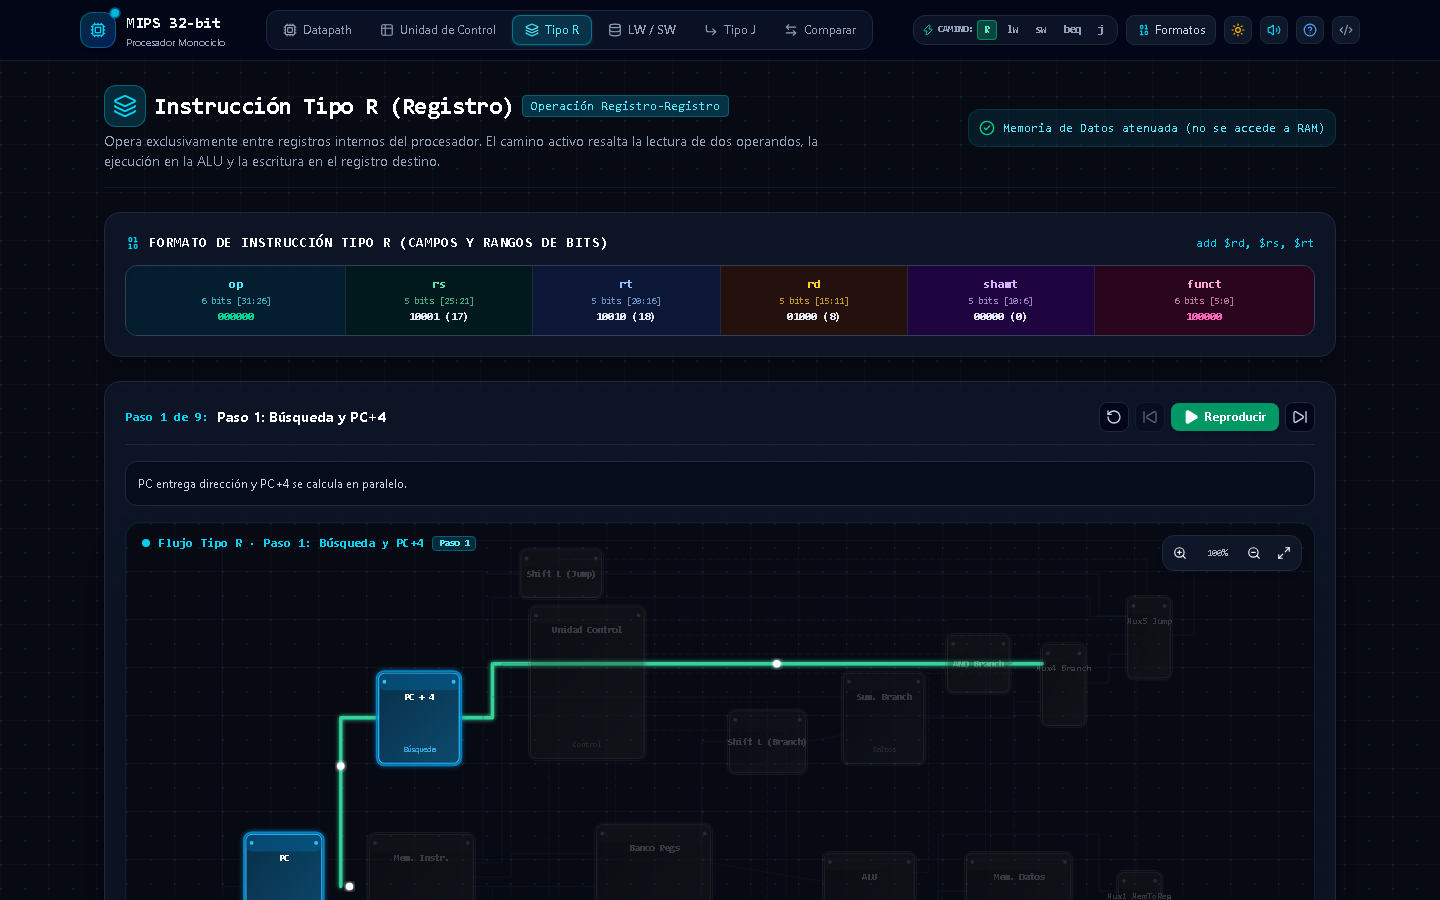 MIPS 32-bit
Procesador Monociclo
Datapath
Unidad de Control
Tipo R
LW / SW
Tipo J
Comparar
CAMINO:
R
lw
sw
beq
j
Formatos
Instrucción Tipo R (Registro)
Operación Registro-Registro
Opera exclusivamente entre registros internos del procesador. El camino activo resalta la lectura de dos operandos, la
ejecución en la ALU y la escritura en el registro destino.
Memoria de Datos atenuada (no se accede a RAM)
FORMATO DE INSTRUCCIÓN TIPO R (CAMPOS Y RANGOS DE BITS)
add $rd, $rs, $rt
op
6 bits [31:26]
000000
rs
5 bits [25:21]
10001 (17)
rt
5 bits [20:16]
10010 (18)
rd
5 bits [15:11]
01000 (8)
shamt
5 bits [10:6]
00000 (0)
funct
6 bits [5:0]
100000
Paso 1 de 9:
Paso 1: Búsqueda y PC+4
Reproducir
PC entrega dirección y PC+4 se calcula en paralelo.
Flujo Tipo R · Paso 1: Búsqueda y PC+4
Paso 1
100%
Shift L (Jump)
Unidad Control
Control
PC + 4
Búsqueda
AND Branch
Mux4 Branch
Mux5 Jump
Sum. Branch
Saltos
Shift L (Branch)
PC
Mem. Instr.
Banco Regs
ALU
Mem. Datos
Mux1 MemToReg